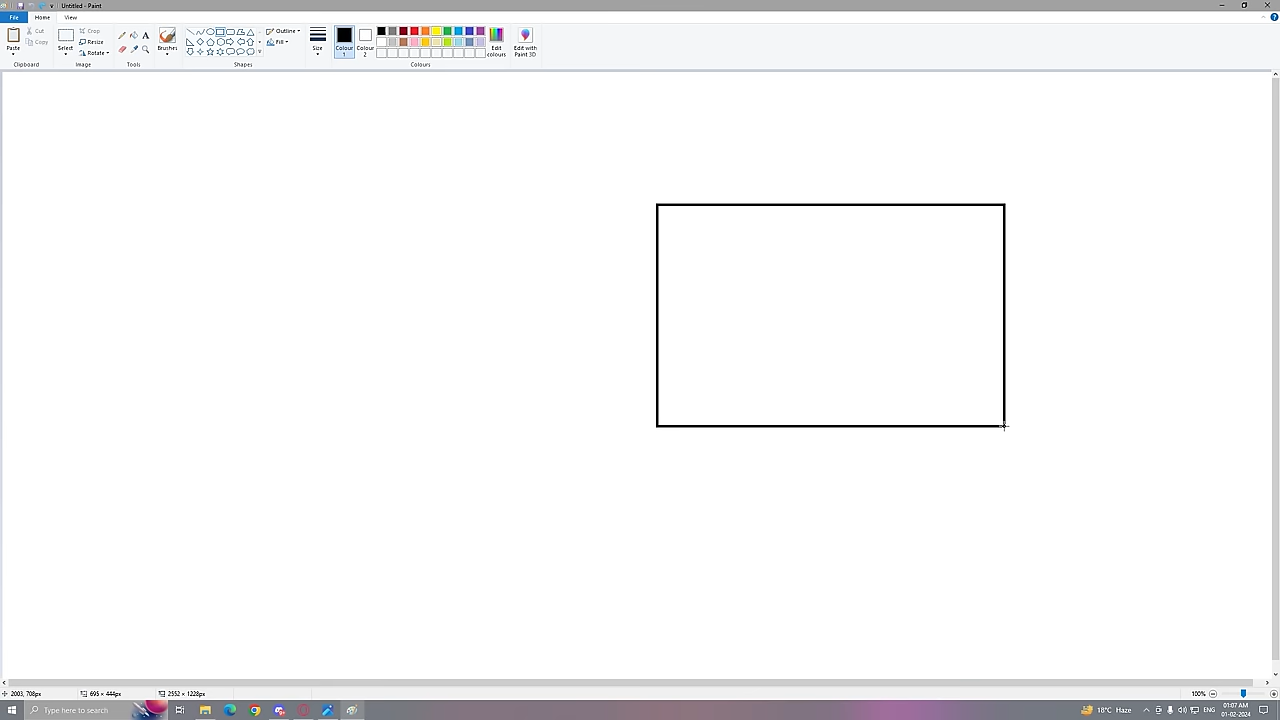 Untitled - Paint
File Home View
Paste
Cut
Copy
Clipboard
Select
Crop
Resize
Rotate
Image
A
Tools
Brushes
Outline
Fill
Shapes
Size
Colour 1
Colour 2
Colours
Edit colours
Edit with Paint 3D
2003, 708px
695 × 444px
2552 × 1228px
100%
Type here to search
18°C Haze
ENG
01:07 AM
01-02-2024